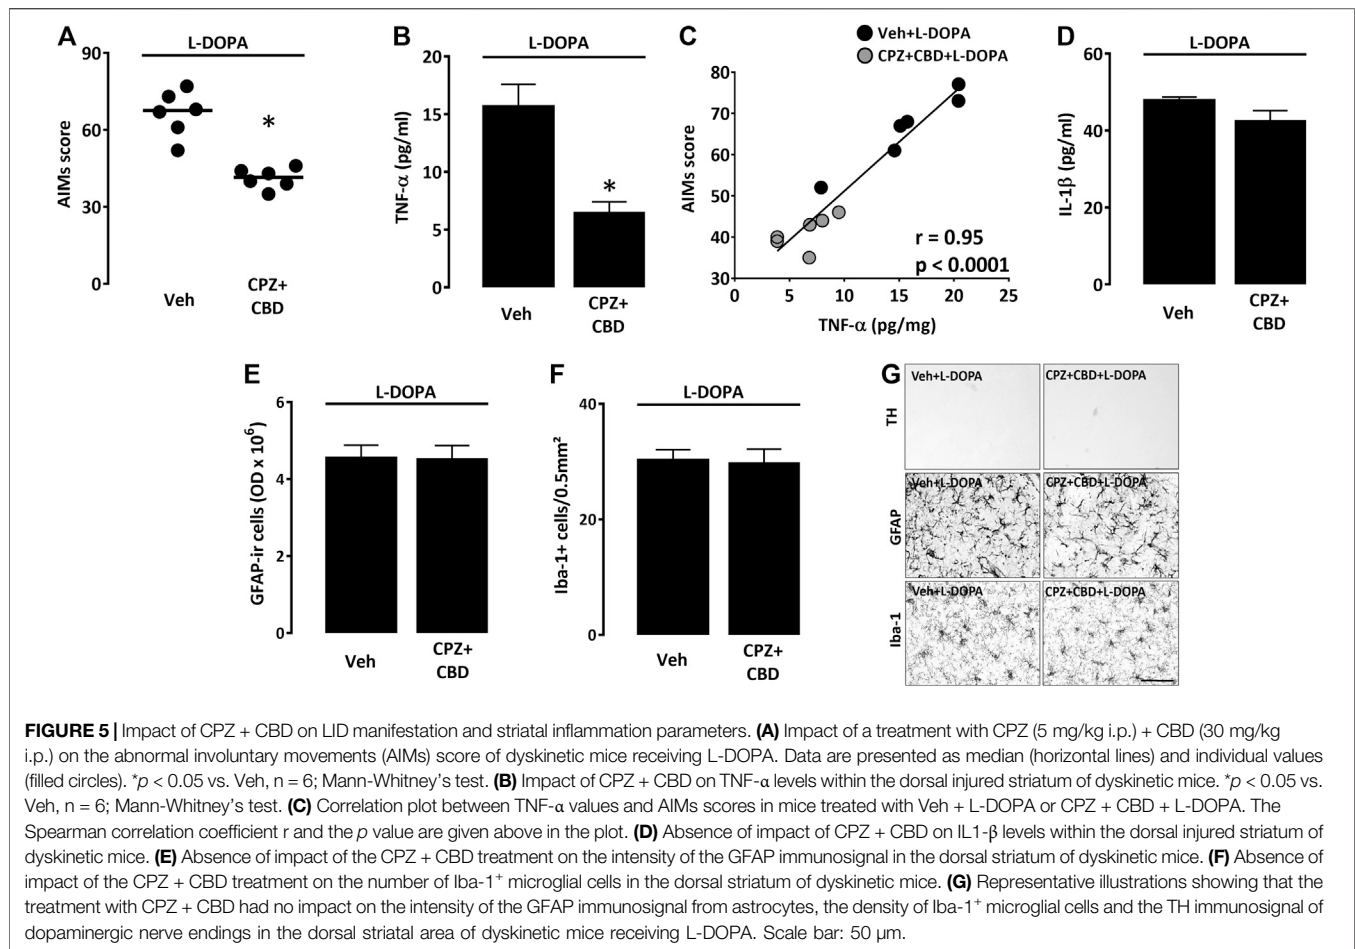 A
L-DOPA
AIMs score
90
60
30
0
*
Veh
CPZ+
CBD
B
L-DOPA
TNF-α (pg/ml)
20
15
10
5
0
*
Veh
CPZ+
CBD
C
Veh+L-DOPA
CPZ+CBD+L-DOPA
AIMs score
80
70
60
50
40
30
r = 0.95
p < 0.0001
0 5 10 15 20 25
TNF-α (pg/mg)
D
L-DOPA
IL-1β (pg/ml)
60
40
20
0
Veh
CPZ+
CBD
E
L-DOPA
GFAP-ir cells (OD x 10⁶)
6
4
2
0
Veh
CPZ+
CBD
F
L-DOPA
Iba-1+ cells/0.5mm²
40
20
0
Veh
CPZ+
CBD
G
Veh+L-DOPA CPZ+CBD+L-DOPA
TH
Veh+L-DOPA CPZ+CBD+L-DOPA
GFAP
Veh+L-DOPA CPZ+CBD+L-DOPA
Iba-1
FIGURE 5 | Impact of CPZ + CBD on LID manifestation and striatal inflammation parameters. (A) Impact of a treatment with CPZ (5 mg/kg i.p.) + CBD (30 mg/kg
i.p.) on the abnormal involuntary movements (AIMs) score of dyskinetic mice receiving L-DOPA. Data are presented as median (horizontal lines) and individual values
(filled circles). *p < 0.05 vs. Veh, n = 6; Mann-Whitney's test. (B) Impact of CPZ + CBD on TNF-α levels within the dorsal injured striatum of dyskinetic mice. *p < 0.05 vs.
Veh, n = 6; Mann-Whitney's test. (C) Correlation plot between TNF-α values and AIMs scores in mice treated with Veh + L-DOPA or CPZ + CBD + L-DOPA. The
Spearman correlation coefficient r and the p value are given above in the plot. (D) Absence of impact of CPZ + CBD on IL1-β levels within the dorsal injured striatum of
dyskinetic mice. (E) Absence of impact of the CPZ + CBD treatment on the intensity of the GFAP immunosignal in the dorsal striatum of dyskinetic mice. (F) Absence of
impact of the CPZ + CBD treatment on the number of Iba-1⁺ microglial cells in the dorsal striatum of dyskinetic mice. (G) Representative illustrations showing that the
treatment with CPZ + CBD had no impact on the intensity of the GFAP immunosignal from astrocytes, the density of Iba-1⁺ microglial cells and the TH immunosignal of
dopaminergic nerve endings in the dorsal striatal area of dyskinetic mice receiving L-DOPA. Scale bar: 50 μm.